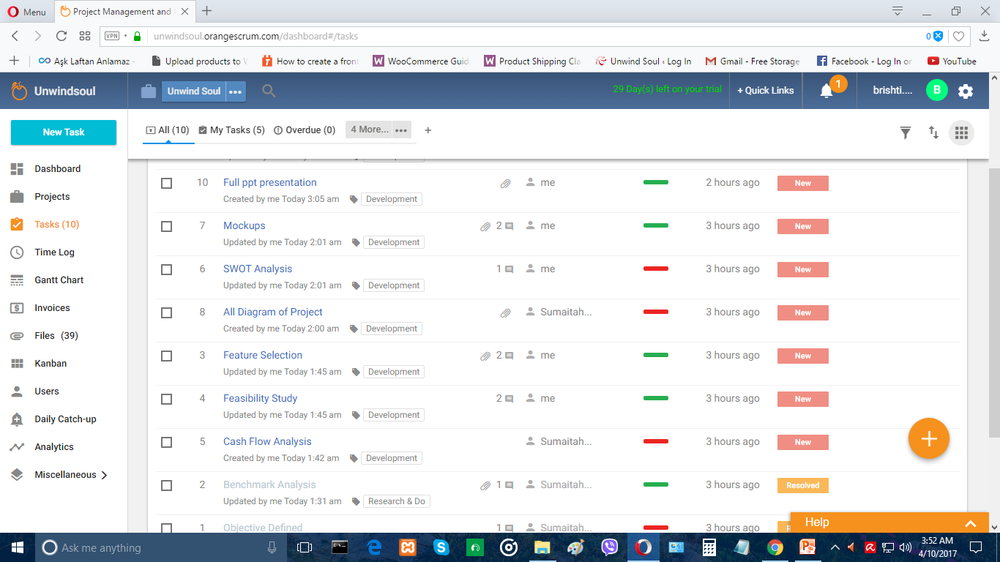 Menu
Project Management and
VPN
unwindsoul.orangescrum.com/dashboard#/tasks
0
Aşk Laftan Anlamaz -
Upload products to
How to create a front
WooCommerce Guid
Product Shipping Cla
Unwind Soul ‹ Log In
Gmail - Free Storage
Facebook - Log In or
YouTube
Unwindsoul
Unwind Soul
29 Day(s) left on your trial
+ Quick Links
1
brishti....
B
New Task
All (10)
My Tasks (5)
Overdue (0)
4 More...
+
Dashboard
Projects
Tasks (10)
Time Log
Gantt Chart
Invoices
Files (39)
Kanban
Users
Daily Catch-up
Analytics
Miscellaneous
10 Full ppt presentation me 2 hours ago New
Created by me Today 3:05 am Development
7 Mockups 2 me 3 hours ago New
Updated by me Today 2:01 am Development
6 SWOT Analysis 1 me 3 hours ago New
Updated by me Today 2:01 am Development
8 All Diagram of Project Sumaitah... 3 hours ago New
Created by me Today 2:00 am Development
3 Feature Selection 2 me 3 hours ago New
Updated by me Today 1:45 am Development
4 Feasibility Study 2 me 3 hours ago New
Updated by me Today 1:45 am Development
5 Cash Flow Analysis Sumaitah... 3 hours ago New
Created by me Today 1:42 am Development
2 Benchmark Analysis 1 Sumaitah... 3 hours ago Resolved
Updated by me Today 1:31 am Research & Do
1 Objective Defined 1 Sumaitah... 3 hours ago
Help
Ask me anything
3:52 AM
4/10/2017